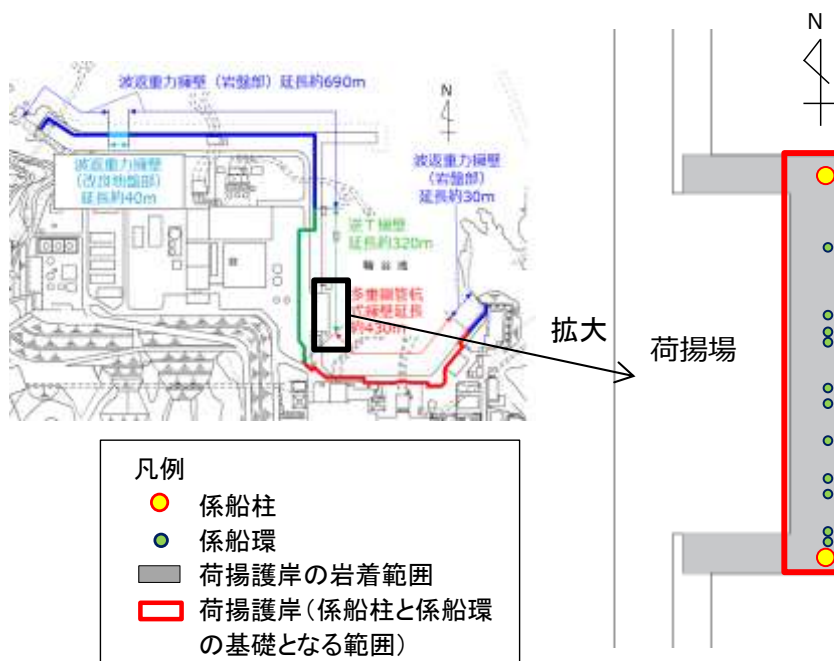 波返重力擁壁（岩盤部）延長約690m
N
波返重力擁壁
（改良地盤部）
延長約40m
波返重力擁壁
（岩盤部）
延長約30m
逆T擁壁
延長約320m
輪谷湾
多重鋼管杭
式擁壁延長
約430m
拡大
N
荷揚場
凡例
係船柱
係船環
荷揚護岸の岩着範囲
荷揚護岸（係船柱と係船環
の基礎となる範囲）